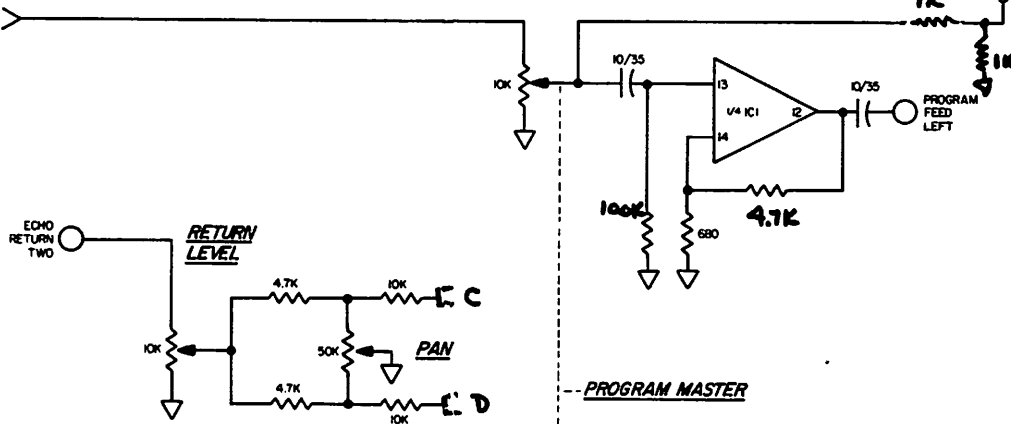 1K
10K
10/35
13
1/4 IC1
12
14
10/35
PROGRAM
FEED
LEFT
100K
680
4.7K
ECHO
RETURN
TWO
RETURN
LEVEL
4.7K
10K
C
10K
50K
PAN
4.7K
10K
D
PROGRAM MASTER